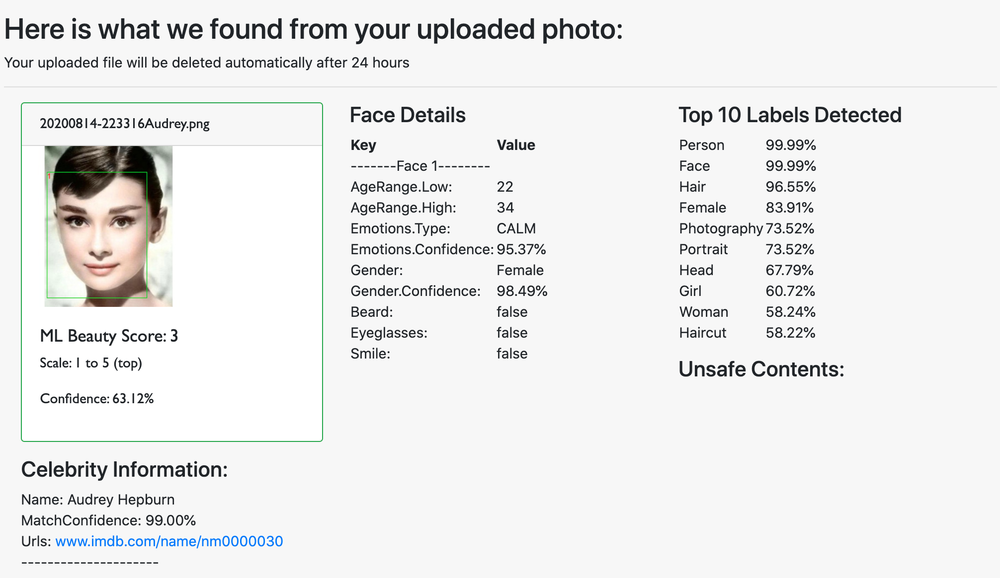 Here is what we found from your uploaded photo:
Your uploaded file will be deleted automatically after 24 hours
20200814-223316Audrey.png
1
ML Beauty Score: 3
Scale: 1 to 5 (top)
Confidence: 63.12%
Celebrity Information:
Name: Audrey Hepburn
MatchConfidence: 99.00%
Urls: www.imdb.com/name/nm0000030
---------------------
Face Details
Key Value
-------Face 1--------
AgeRange.Low: 22
AgeRange.High: 34
Emotions.Type: CALM
Emotions.Confidence: 95.37%
Gender: Female
Gender.Confidence: 98.49%
Beard: false
Eyeglasses: false
Smile: false
Top 10 Labels Detected
Person 99.99%
Face 99.99%
Hair 96.55%
Female 83.91%
Photography 73.52%
Portrait 73.52%
Head 67.79%
Girl 60.72%
Woman 58.24%
Haircut 58.22%
Unsafe Contents: